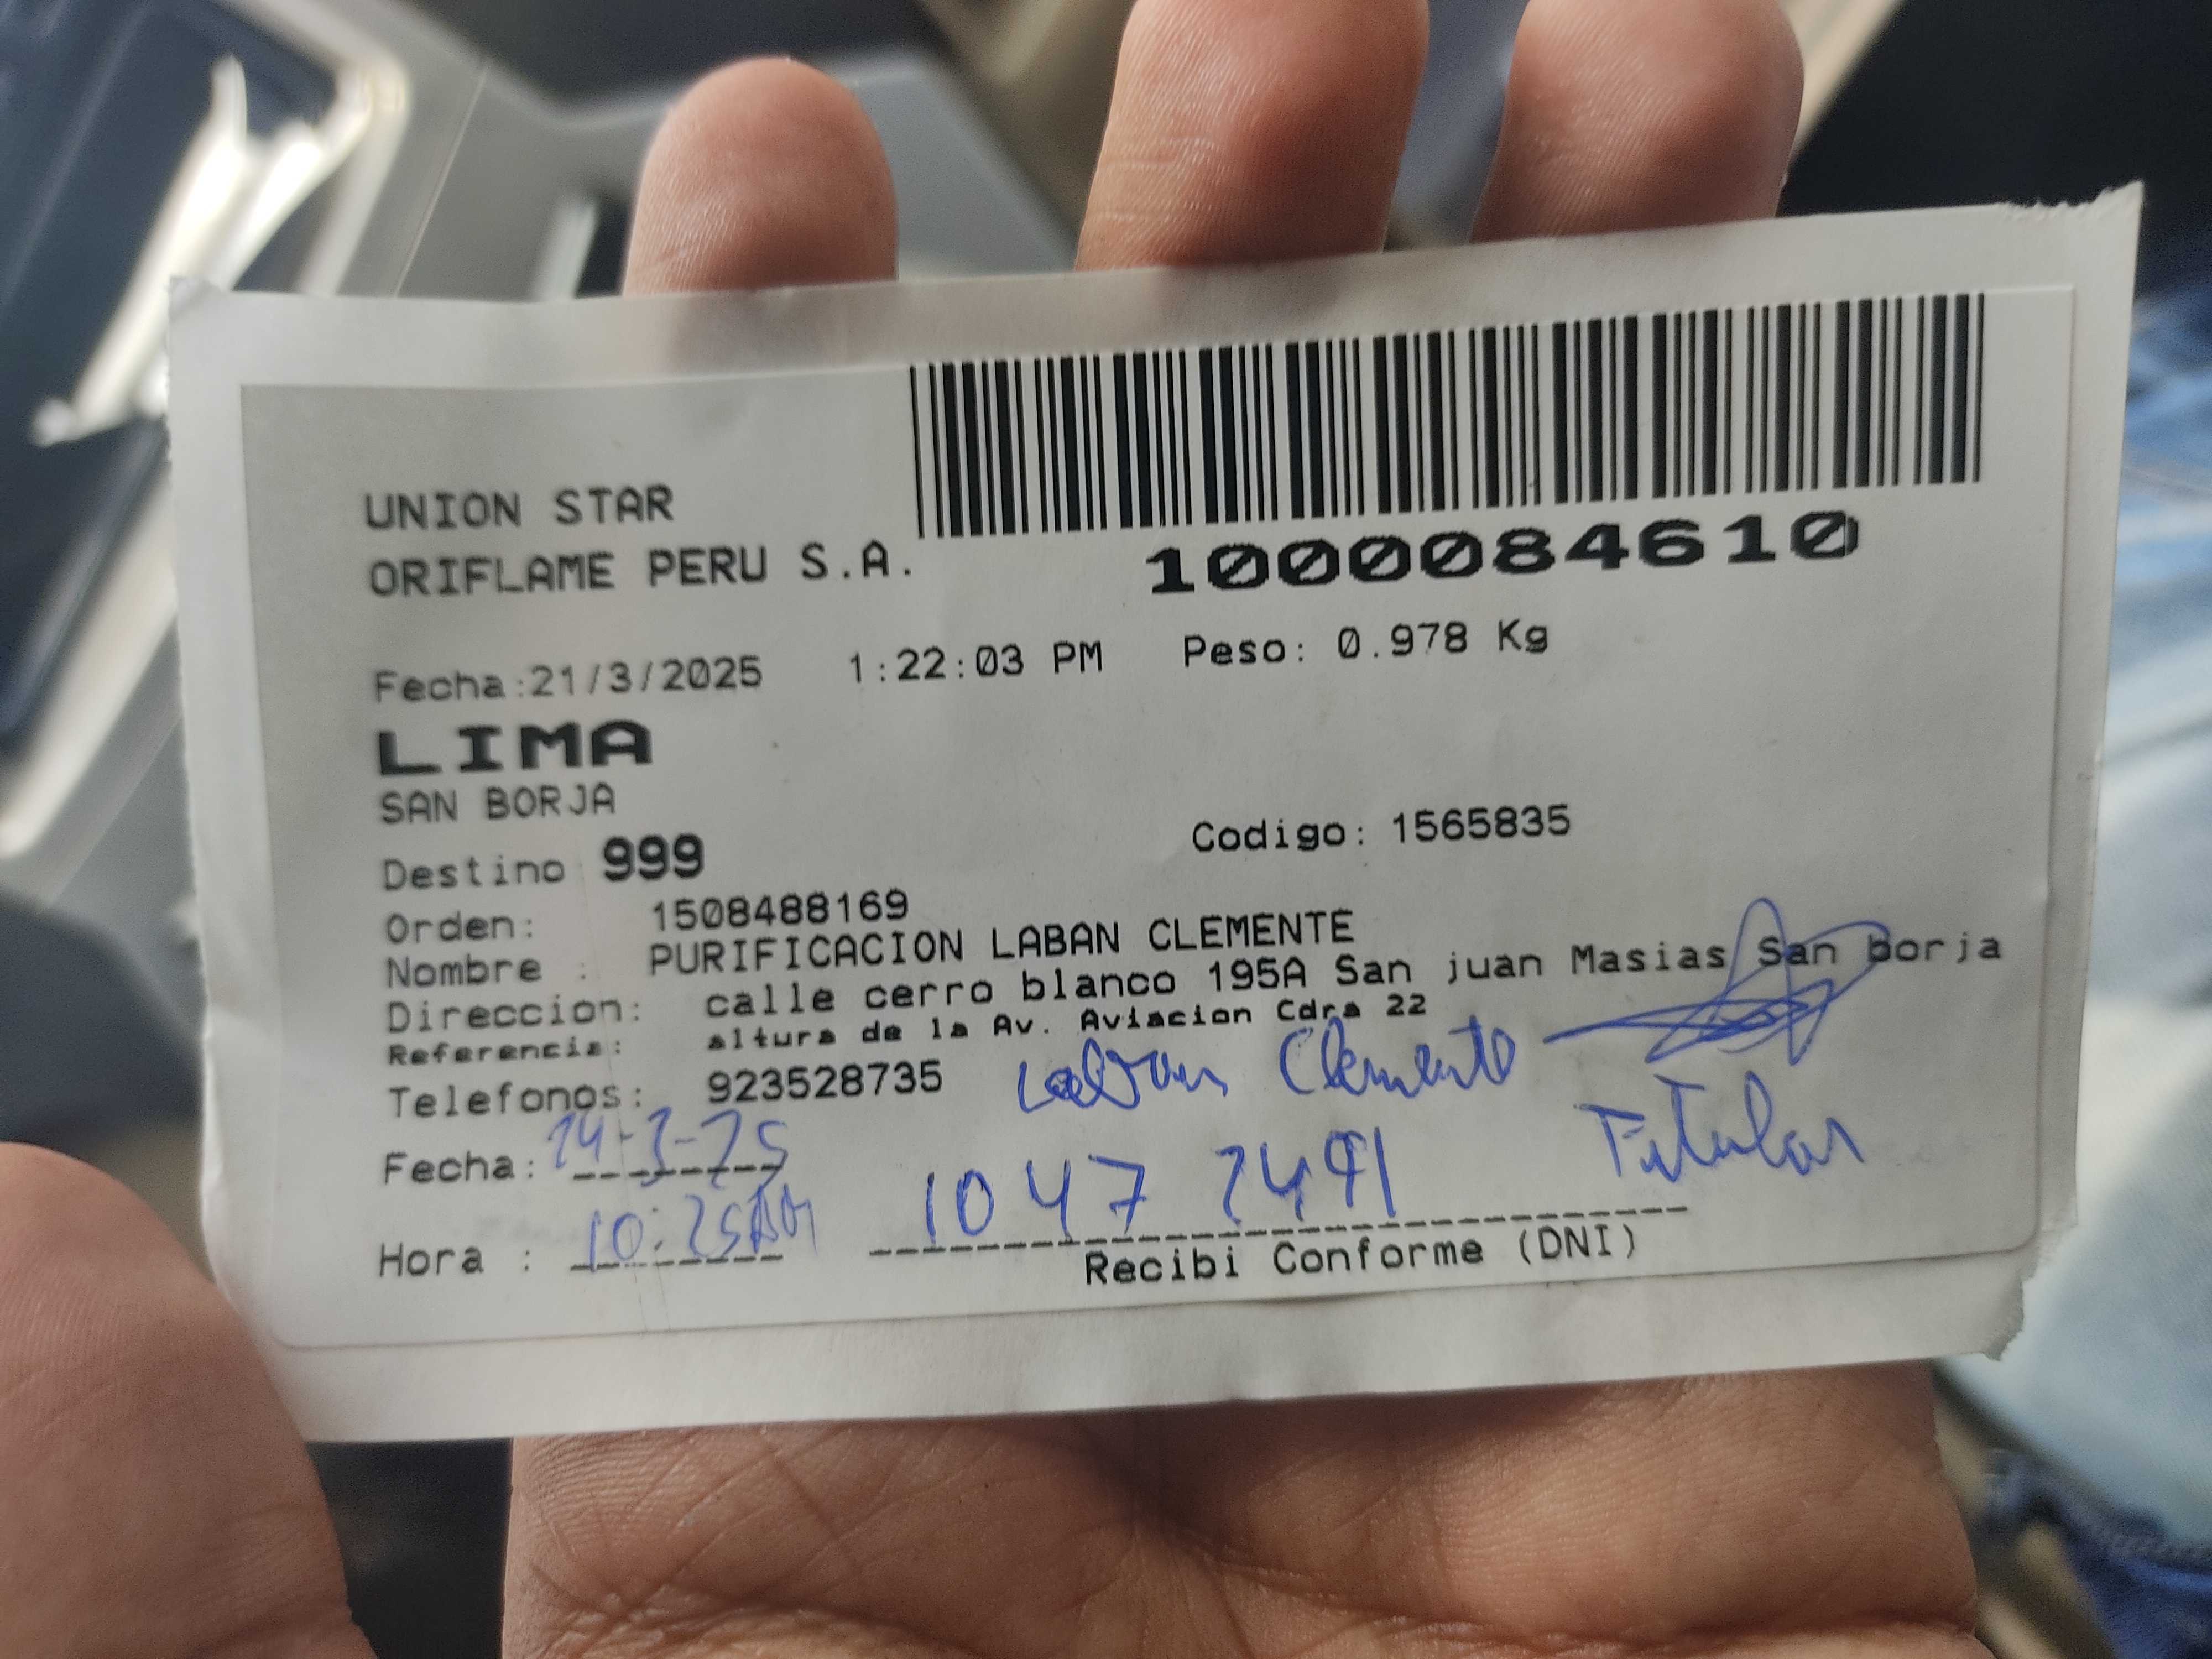 UNION STAR
ORIFLAME PERU S.A.
1000084610
Fecha:21/3/2025 1:22:03 PM Peso: 0.978 Kg
LIMA
SAN BORJA
Destino 999 Codigo: 1565835
Orden: 1508488169
Nombre : PURIFICACION LABAN CLEMENTE
Direccion: calle cerro blanco 195A San juan Masias San borja
Referencia: altura de la Av. Aviacion Cdra 22
Telefonos: 923528735 Laban Clemente
Titular
Fecha: 24-3-25
10472491
Hora : 10:25AM
Recibi Conforme (DNI)